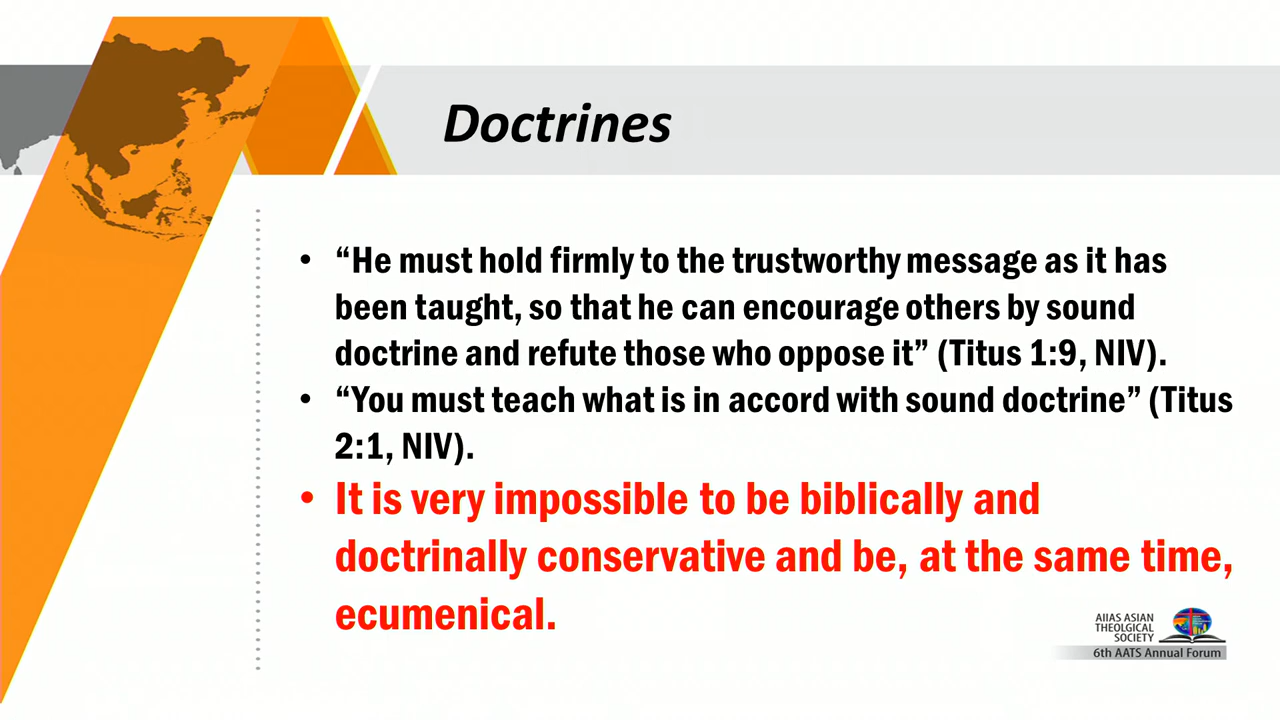 Doctrines
• “He must hold firmly to the trustworthy message as it has
been taught, so that he can encourage others by sound
doctrine and refute those who oppose it” (Titus 1:9, NIV).
• “You must teach what is in accord with sound doctrine” (Titus
2:1, NIV).
• It is very impossible to be biblically and
doctrinally conservative and be, at the same time,
ecumenical.
AIIAS ASIAN
THEOLGICAL
SOCIETY
6th AATS Annual Forum